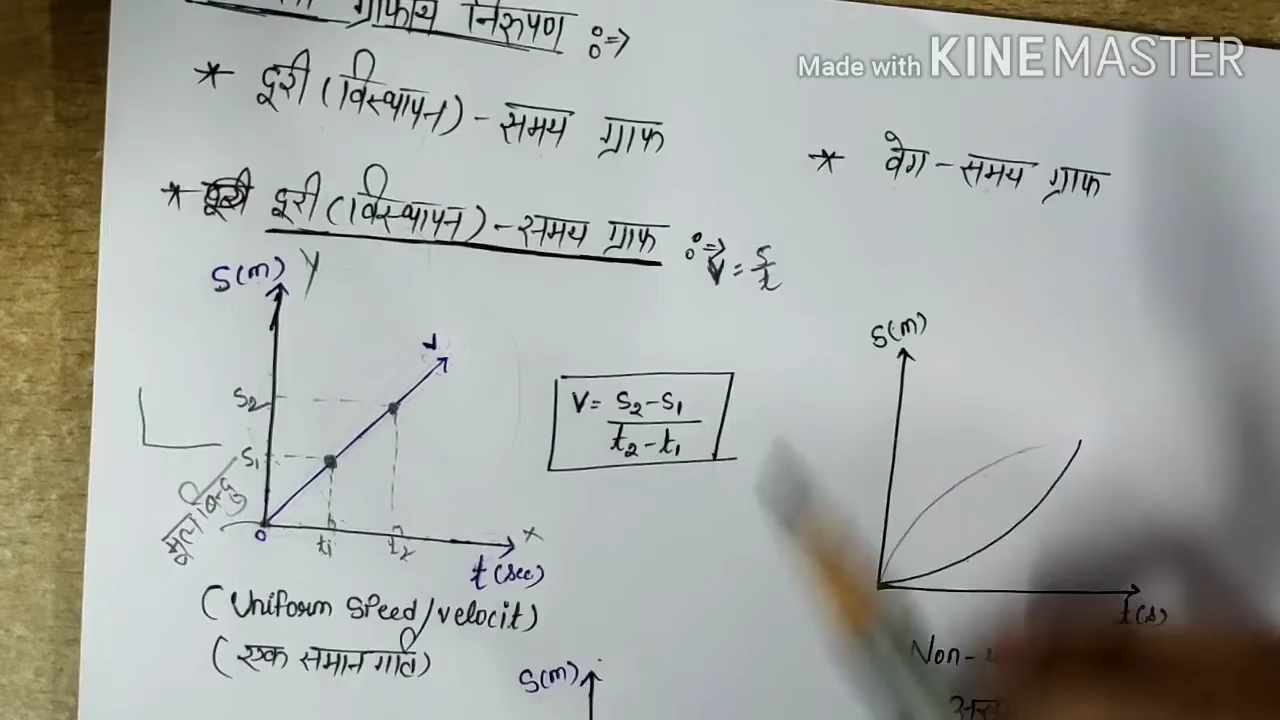 ग्राफीय निरूपण :⇒
Made with KINEMASTER
* दूरी (विस्थापन) - समय ग्राफ
* वेग - समय ग्राफ
* दूरी (विस्थापन) - समय ग्राफ :⇒
V = s/t
S(m) Y
S2
S1
V = S2-S1 / t2-t1
मूल बिन्दु
0
t1 t2
x
t (sec)
(Uniform Speed/velocit)
(एक समान गति)
S(m)
t(s)
Non-
S(m)